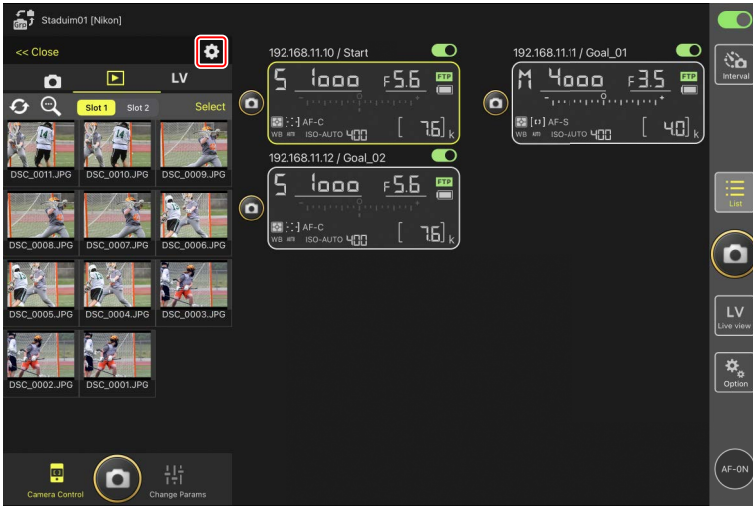 Grp
Staduim01 [Nikon]
<< Close
LV
Slot 1
Slot 2
Select
DSC_0011.JPG
DSC_0010.JPG
DSC_0009.JPG
DSC_0008.JPG
DSC_0007.JPG
DSC_0006.JPG
DSC_0005.JPG
DSC_0004.JPG
DSC_0003.JPG
DSC_0002.JPG
DSC_0001.JPG
Camera Control
Change Params
192.168.11.10 / Start
S 1000 F5.6 FTP
AF-C
WB ISO-AUTO 400 [ 7.6] k
192.168.11.11 / Goal_01
M 4000 F3.5 FTP
AF-S
WB ISO-AUTO 400 [ 4.0] k
192.168.11.12 / Goal_02
S 1000 F5.6 FTP
AF-C
WB ISO-AUTO 400 [ 7.6] k
Interval
List
LV
Live view
Option
AF-ON